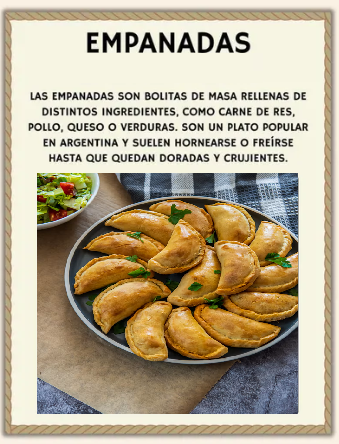 EMPANADAS
LAS EMPANADAS SON BOLITAS DE MASA RELLENAS DE
DISTINTOS INGREDIENTES, COMO CARNE DE RES,
POLLO, QUESO O VERDURAS. SON UN PLATO POPULAR
EN ARGENTINA Y SUELEN HORNEARSE O FREÍRSE
HASTA QUE QUEDAN DORADAS Y CRUJIENTES.